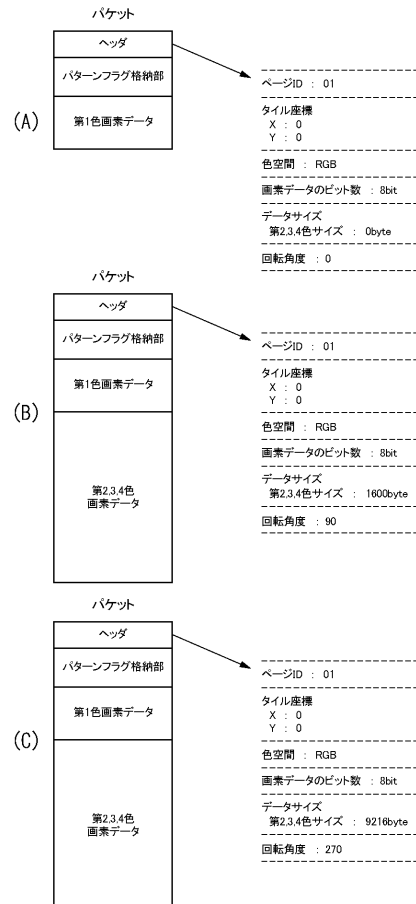 パケット
ヘッダ
パターンフラグ格納部
第1色画素データ
(A)
ページID : 01
タイル座標
X : 0
Y : 0
色空間 : RGB
画素データのビット数 : 8bit
データサイズ
第2,3,4色サイズ : 0byte
回転角度 : 0
パケット
ヘッダ
パターンフラグ格納部
第1色画素データ
第2,3,4色
画素データ
(B)
ページID : 01
タイル座標
X : 0
Y : 0
色空間 : RGB
画素データのビット数 : 8bit
データサイズ
第2,3,4色サイズ : 1600byte
回転角度 : 90
パケット
ヘッダ
パターンフラグ格納部
第1色画素データ
第2,3,4色
画素データ
(C)
ページID : 01
タイル座標
X : 0
Y : 0
色空間 : RGB
画素データのビット数 : 8bit
データサイズ
第2,3,4色サイズ : 9216byte
回転角度 : 270